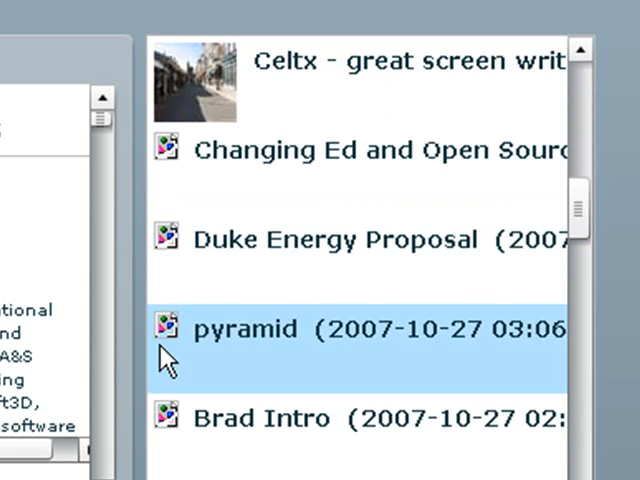 Celtx - great screen writ
Changing Ed and Open Sourc
Duke Energy Proposal (2007
pyramid (2007-10-27 03:06
Brad Intro (2007-10-27 02:
tional
nd
A&S
ing
ft3D,
software